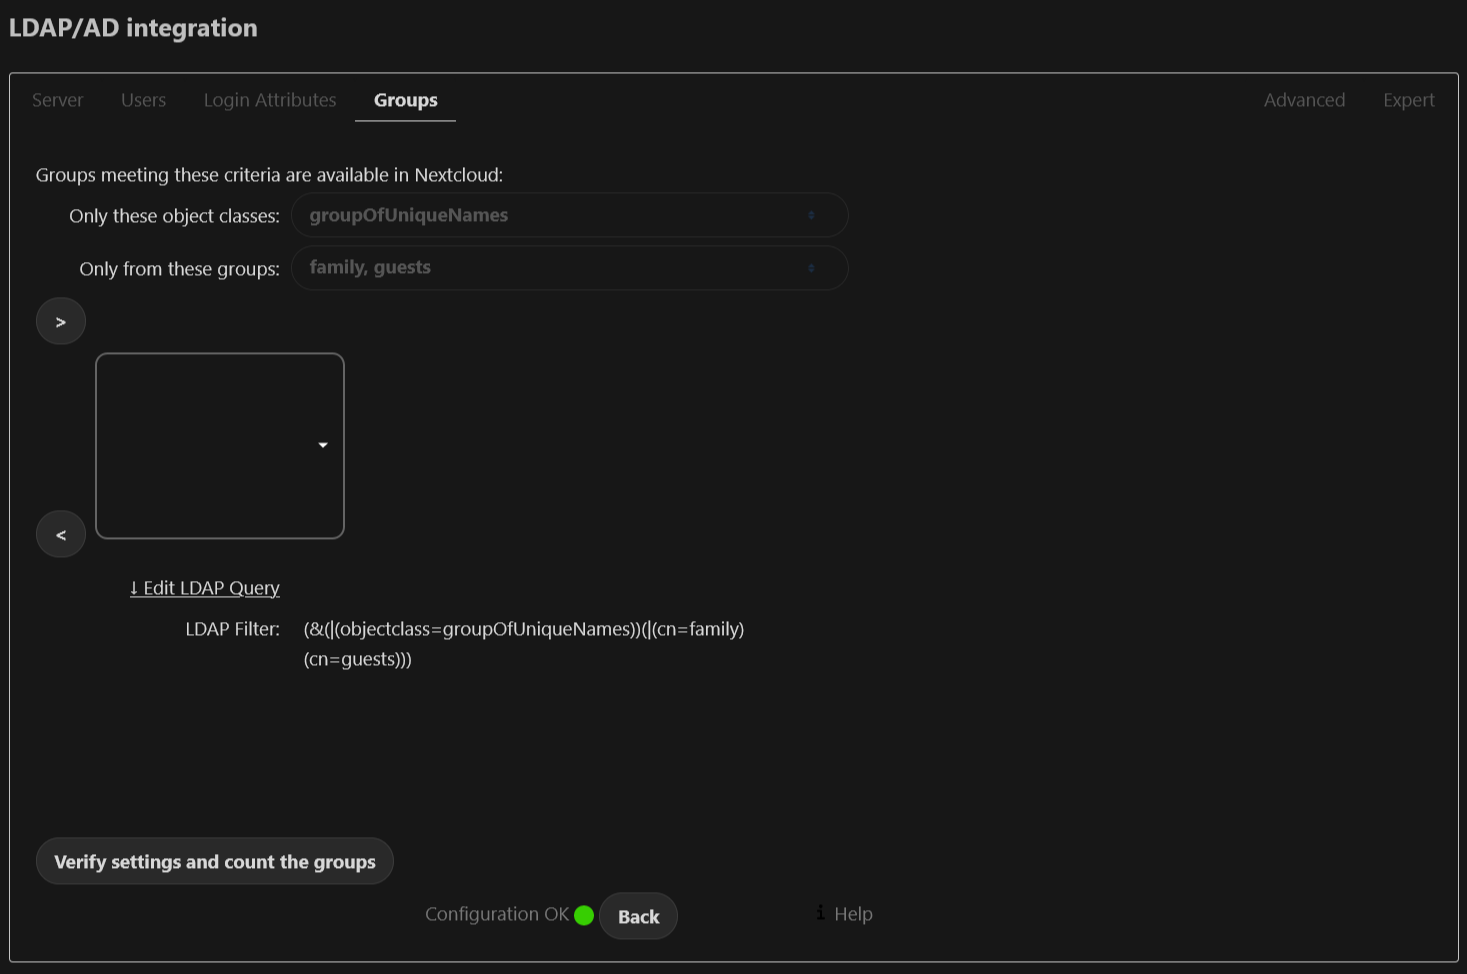 LDAP/AD integration
Server Users Login Attributes Groups Advanced Expert
Groups meeting these criteria are available in Nextcloud:
Only these object classes: groupOfUniqueNames
Only from these groups: family, guests
>
<
↓ Edit LDAP Query
LDAP Filter: (&(|(objectclass=groupOfUniqueNames))(|(cn=family)
(cn=guests)))
Verify settings and count the groups
Configuration OK Back i Help